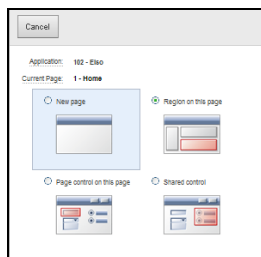 Cancel
Application: 102 - Elso
Current Page: 1 - Home
New page
Region on this page
Page control on this page
Shared control